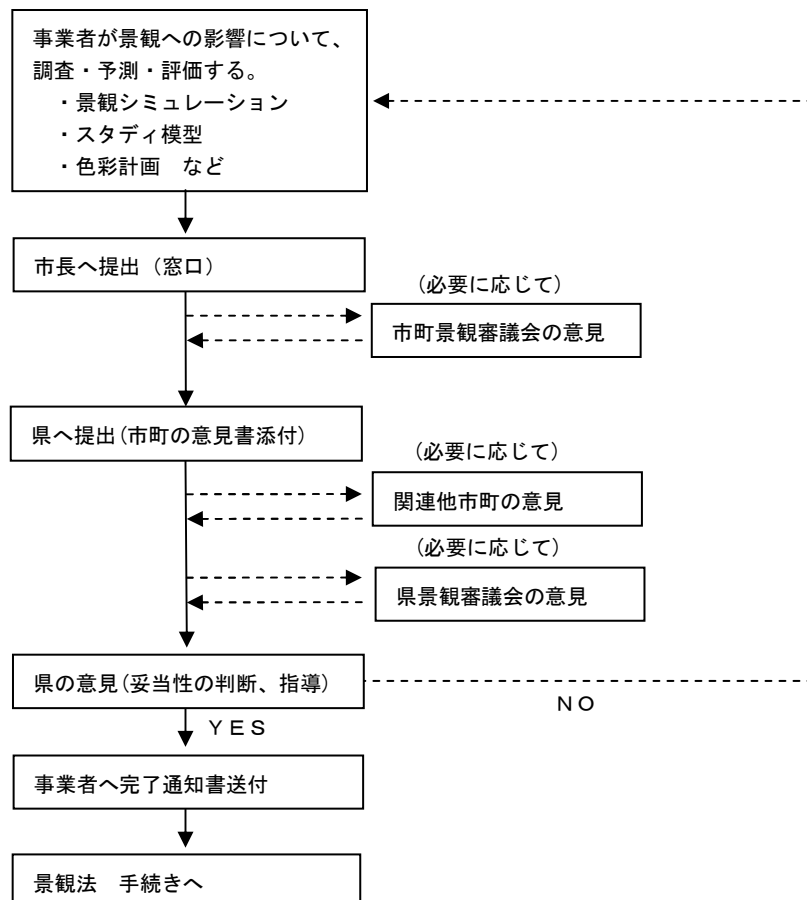 事業者が景観への影響について、
調査・予測・評価する。
・景観シミュレーション
・スタディ模型
・色彩計画　など
市長へ提出（窓口）
（必要に応じて）
市町景観審議会の意見
県へ提出（市町の意見書添付）
（必要に応じて）
関連他市町の意見
（必要に応じて）
県景観審議会の意見
県の意見（妥当性の判断、指導）
ＮＯ
ＹＥＳ
事業者へ完了通知書送付
景観法　手続きへ